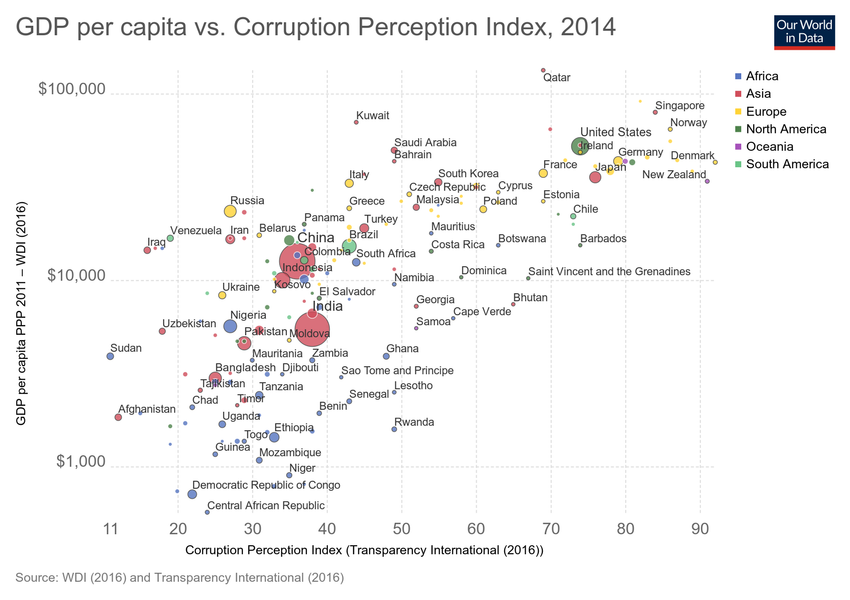 GDP per capita vs. Corruption Perception Index, 2014
Our World
in Data
Africa
Asia
Europe
North America
Oceania
South America
GDP per capita PPP 2011 – WDI (2016)
$100,000
$10,000
$1,000
Qatar
Singapore
Kuwait
Norway
United States
Ireland
Saudi Arabia
Bahrain
Germany
Denmark
France
Japan
New Zealand
Italy
South Korea
Czech Republic
Cyprus
Estonia
Malaysia
Poland
Greece
Russia
Chile
Panama
Turkey
Venezuela
Iran
Belarus
China
Brazil
Mauritius
Iraq
Colombia
South Africa
Costa Rica
Botswana
Barbados
Indonesia
Namibia
Dominica
Saint Vincent and the Grenadines
Ukraine
Kosovo
El Salvador
India
Georgia
Bhutan
Nigeria
Cape Verde
Uzbekistan
Pakistan
Moldova
Samoa
Sudan
Mauritania
Zambia
Ghana
Bangladesh
Djibouti
Sao Tome and Principe
Tajikistan
Tanzania
Lesotho
Chad
Timor
Senegal
Afghanistan
Benin
Uganda
Rwanda
Togo
Ethiopia
Guinea
Mozambique
Niger
Democratic Republic of Congo
Central African Republic
11 20 30 40 50 60 70 80 90
Corruption Perception Index (Transparency International (2016))
Source: WDI (2016) and Transparency International (2016)